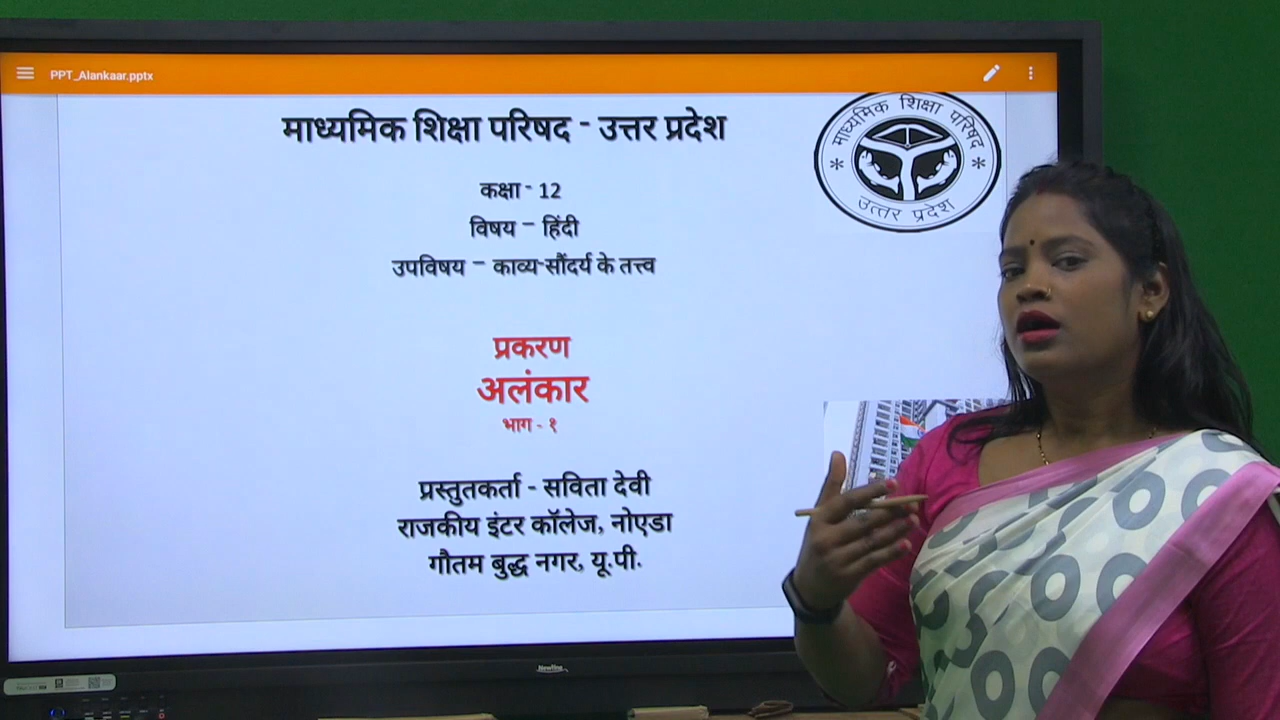 PPT_Alankaar.pptx
माध्यमिक शिक्षा परिषद - उत्तर प्रदेश
माध्यमिक शिक्षा परिषद
उत्तर प्रदेश
कक्षा - 12
विषय – हिंदी
उपविषय – काव्य-सौंदर्य के तत्त्व
प्रकरण
अलंकार
भाग - १
प्रस्तुतकर्ता - सविता देवी
राजकीय इंटर कॉलेज, नोएडा
गौतम बुद्ध नगर, यू.पी.
Newline